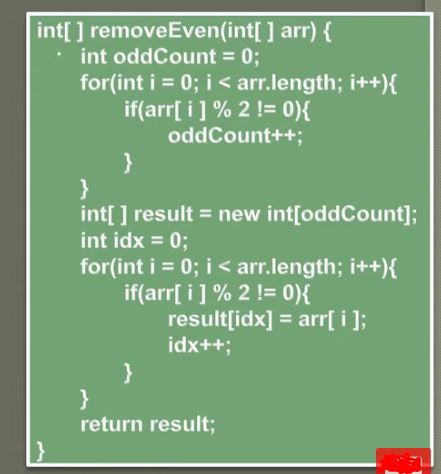 int[ ] removeEven(int[ ] arr) {
int oddCount = 0;
for(int i = 0; i < arr.length; i++){
if(arr[ i ] % 2 != 0){
oddCount++;
}
}
int[ ] result = new int[oddCount];
int idx = 0;
for(int i = 0; i < arr.length; i++){
if(arr[ i ] % 2 != 0){
result[idx] = arr[ i ];
idx++;
}
}
return result;
}